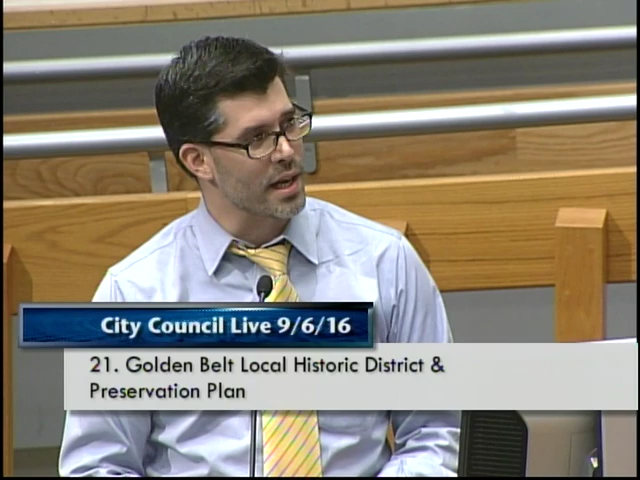 City Council Live 9/6/16
21. Golden Belt Local Historic District &
Preservation Plan